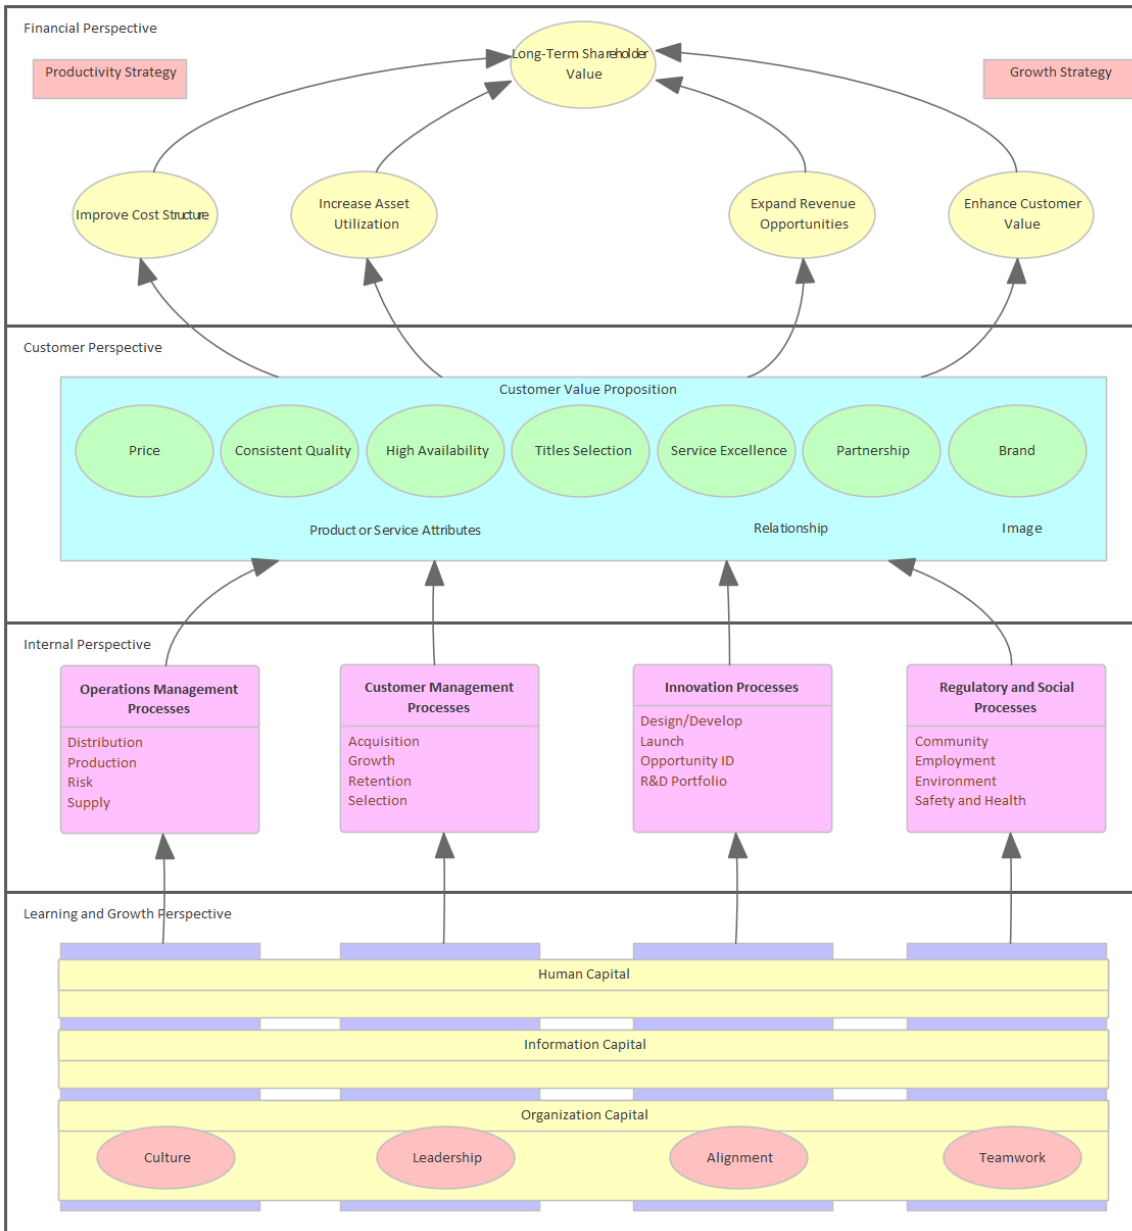 Financial Perspective
Long-Term Shareholder
Value
Productivity Strategy
Growth Strategy
Improve Cost Structure
Increase Asset
Utilization
Expand Revenue
Opportunities
Enhance Customer
Value
Customer Perspective
Customer Value Proposition
Price
Consistent Quality
High Availability
Titles Selection
Service Excellence
Partnership
Brand
Product or Service Attributes
Relationship
Image
Internal Perspective
Operations Management
Processes
Distribution
Production
Risk
Supply
Customer Management
Processes
Acquisition
Growth
Retention
Selection
Innovation Processes
Design/Develop
Launch
Opportunity ID
R&D Portfolio
Regulatory and Social
Processes
Community
Employment
Environment
Safety and Health
Learning and Growth Perspective
Human Capital
Information Capital
Organization Capital
Culture
Leadership
Alignment
Teamwork